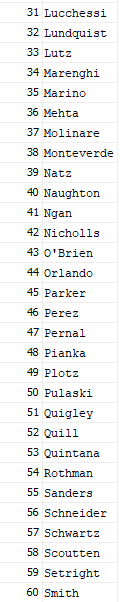 31 Lucchessi
32 Lundquist
33 Lutz
34 Marenghi
35 Marino
36 Mehta
37 Molinare
38 Monteverde
39 Natz
40 Naughton
41 Ngan
42 Nicholls
43 O'Brien
44 Orlando
45 Parker
46 Perez
47 Pernal
48 Pianka
49 Plotz
50 Pulaski
51 Quigley
52 Quill
53 Quintana
54 Rothman
55 Sanders
56 Schneider
57 Schwartz
58 Scoutten
59 Setright
60 Smith